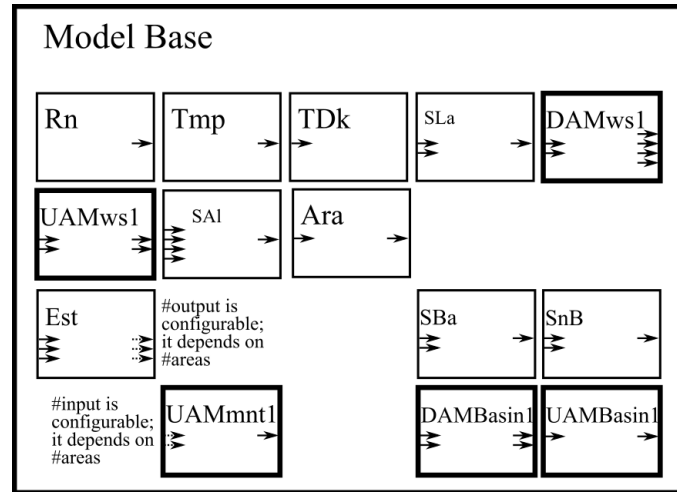 Model Base
Rn
Tmp
TDk
SLa
DAMws1
UAMws1
SAl
Ara
Est
#output is
configurable;
it depends on
#areas
SBa
SnB
#input is
configurable;
it depends on
#areas
UAMmnt1
DAMBasin1
UAMBasin1